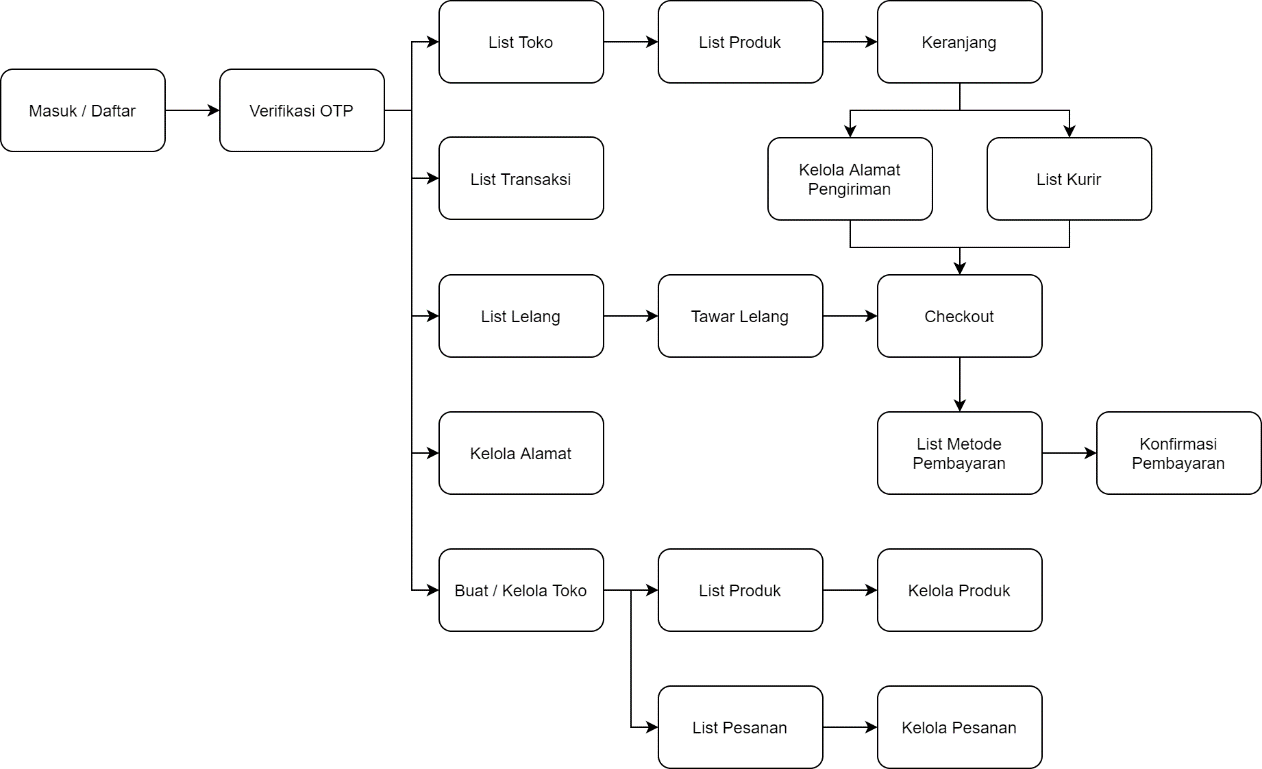 List Toko
List Produk
Keranjang
Masuk / Daftar
Verifikasi OTP
List Transaksi
Kelola Alamat
Pengiriman
List Kurir
List Lelang
Tawar Lelang
Checkout
Kelola Alamat
List Metode
Pembayaran
Konfirmasi
Pembayaran
Buat / Kelola Toko
List Produk
Kelola Produk
List Pesanan
Kelola Pesanan